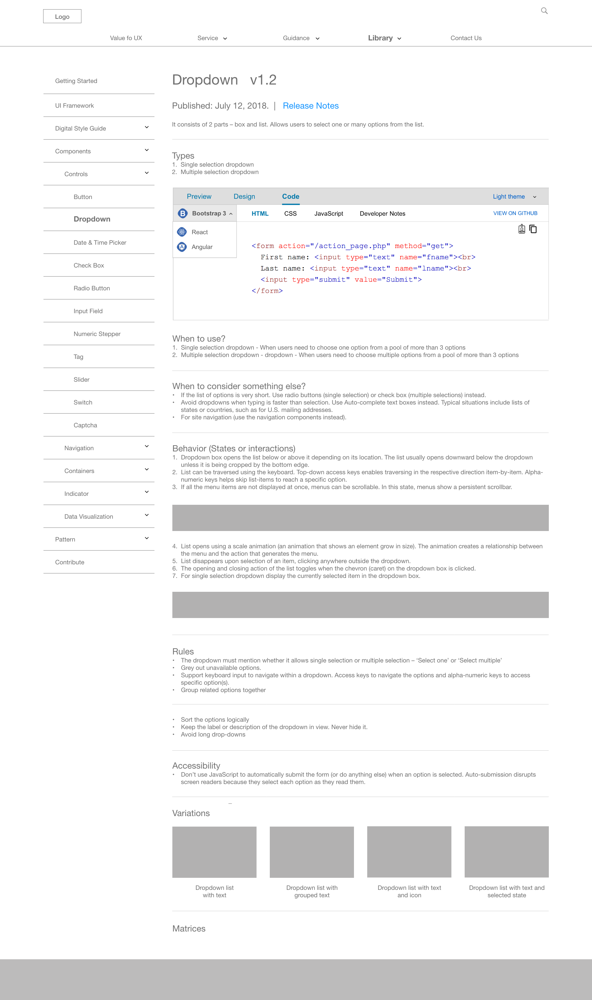 Logo
Value fo UX
Service
Guidance
Library
Contact Us
Getting Started
UI Framework
Digital Style Guide
Components
Controls
Button
Dropdown
Date & Time Picker
Check Box
Radio Button
Input Field
Numeric Stepper
Tag
Slider
Switch
Captcha
Navigation
Containers
Indicator
Data Visualization
Pattern
Contribute
Dropdown v1.2
Published: July 12, 2018. | Release Notes
It consists of 2 parts – box and list. Allows users to select one or many options from the list.
Types
1. Single selection dropdown
2. Multiple selection dropdown
Preview Design Code Light theme
Bootstrap 3 HTML CSS JavaScript Developer Notes VIEW ON GITHUB
React
Angular
<form action="/action_page.php" method="get">
First name: <input type="text" name="fname"><br>
Last name: <input type="text" name="lname"><br>
<input type="submit" value="Submit">
</form>
When to use?
1. Single selection dropdown - When users need to choose one option from a pool of more than 3 options
2. Multiple selection dropdown - dropdown - When users need to choose multiple options from a pool of more than 3 options
When to consider something else?
• If the list of options is very short. Use radio buttons (single selection) or check box (multiple selections) instead.
• Avoid dropdowns when typing is faster than selection. Use Auto-complete text boxes instead. Typical situations include lists of
states or countries, such as for U.S. mailing addresses.
• For site navigation (use the navigation components instead).
Behavior (States or interactions)
1. Dropdown box opens the list below or above it depending on its location. The list usually opens downward below the dropdown
unless it is being cropped by the bottom edge.
2. List can be traversed using the keyboard. Top-down access keys enables traversing in the respective direction item-by-item. Alpha-
numeric keys helps skip list-items to reach a specific option.
3. If all the menu items are not displayed at once, menus can be scrollable. In this state, menus show a persistent scrollbar.
4. List opens using a scale animation (an animation that shows an element grow in size). The animation creates a relationship between
the menu and the action that generates the menu.
5. List disappears upon selection of an item, clicking anywhere outside the dropdown.
6. The opening and closing action of the list toggles when the chevron (caret) on the dropdown box is clicked.
7. For single selection dropdown display the currently selected item in the dropdown box.
Rules
• The dropdown must mention whether it allows single selection or multiple selection – ‘Select one’ or ‘Select multiple’
• Grey out unavailable options.
• Support keyboard input to navigate within a dropdown. Access keys to navigate the options and alpha-numeric keys to access
specific option(s).
• Group related options together
• Sort the options logically
• Keep the label or description of the dropdown in view. Never hide it.
• Avoid long drop-downs
Accessibility
• Don’t use JavaScript to automatically submit the form (or do anything else) when an option is selected. Auto-submission disrupts
screen readers because they select each option as they read them.
–
Variations
Dropdown list
with text
Dropdown list with
grouped text
Dropdown list with text
and icon
Dropdown list with text and
selected state
Matrices